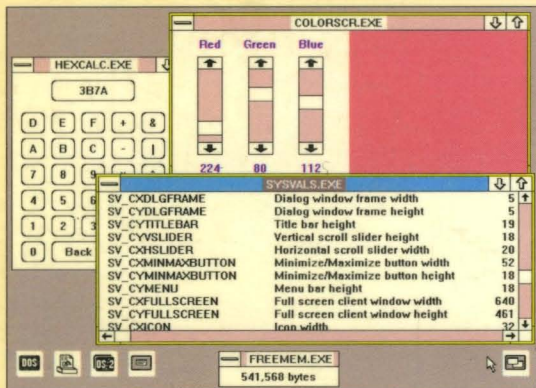 COLORSCR.EXE
Red Green Blue
224 80 112
HEXCALC.EXE
3B7A
D E F + &
A B C - |
7 8 9
4 5 6
1 2 3
0 Back
SYSVALS.EXE
SV_CXDLGFRAME Dialog window frame width 5
SV_CYDLGFRAME Dialog window frame height 5
SV_CYTITLEBAR Title bar height 19
SV_CYVSLIDER Vertical scroll slider height 18
SV_CXHSLIDER Horizontal scroll slider width 20
SV_CXMINMAXBUTTON Minimize/Maximize button width 52
SV_CYMINMAXBUTTON Minimize/Maximize button height 18
SV_CYMENU Menu bar height 18
SV_CXFULLSCREEN Full screen client window width 640
SV_CYFULLSCREEN Full screen client window height 461
SV_CXICON Icon width 32
DOS
OS-2
FREEMEM.EXE
541,568 bytes